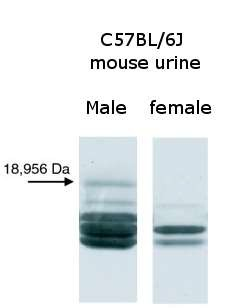 C57BL/6J
mouse urine
Male female
18,956 Da